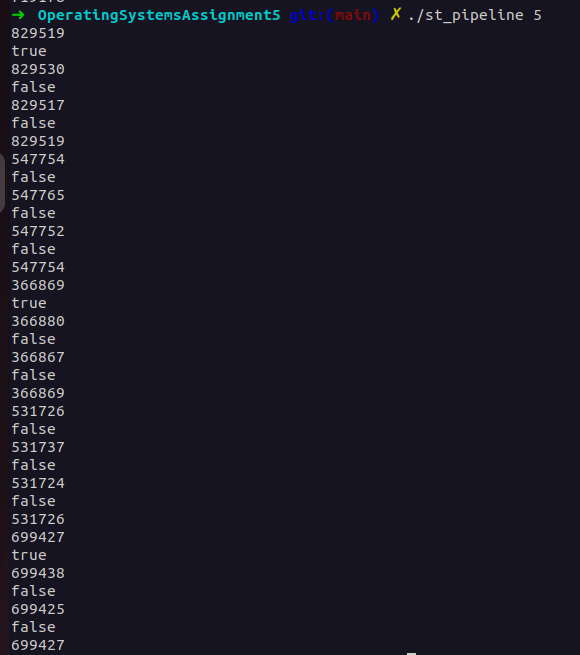 ➜ OperatingSystemsAssignment5 git:(main) ✗ ./st_pipeline 5
829519
true
829530
false
829517
false
829519
547754
false
547765
false
547752
false
547754
366869
true
366880
false
366867
false
366869
531726
false
531737
false
531724
false
531726
699427
true
699438
false
699425
false
699427